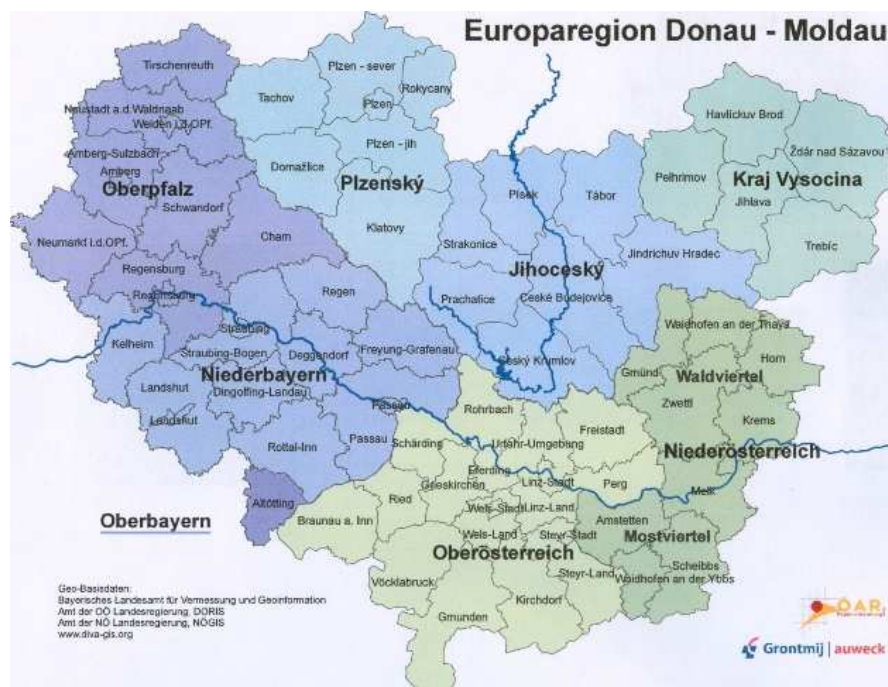 Europaregion Donau - Moldau
Tirschenreuth
Plzen - sever
Rokycany
Tachov
Plzen
Neustadt a.d.Waldnaab
Weiden i.d.OPf.
Havlickuv Brod
Amberg-Sulzbach
Amberg
Plzen - jih
Ždár nad Sázavou
Oberpfalz
Domažlice
Plzenský
Pelhrimov
Kraj Vysocina
Písek
Tábor
Jihlava
Schwandorf
Klatovy
Neumarkt i.d.OPf.
Cham
Strakonice
Trebíc
Jindrichuv Hradec
Jihoceský
Regensburg
Regensburg
Regen
Prachatice
Ceské Budejovice
Straubing
Waidhofen an der Thaya
Kelheim
Straubing-Bogen
Deggendorf
Freyung-Grafenau
Ceský Krumlov
Horn
Niederbayern
Gmünd
Waldviertel
Landshut
Dingolfing-Landau
Zwettl
Passau
Rohrbach
Landshut
Freistadt
Krems
Rottal-Inn
Passau
Schärding
Urfahr-Umgebung
Niederösterreich
Eferding
Grieskirchen
Linz-Stadt
Perg
Melk
Altötting
Ried
Oberbayern
Braunau a. Inn
Wels-Stadt
Linz-Land
Amstetten
Wels-Land
Steyr-Stadt
Mostviertel
Oberösterreich
Scheibbs
Vöcklabruck
Steyr-Land
Waidhofen an der Ybbs
Kirchdorf
Gmunden
Geo-Basisdaten:
Bayerisches Landesamt für Vermessung und Geoinformation
Amt der OÖ Landesregierung, DORIS
Amt der NÖ Landesregierung, NÖGIS
www.diva-gis.org
ÖAR
Grontmij | auweck